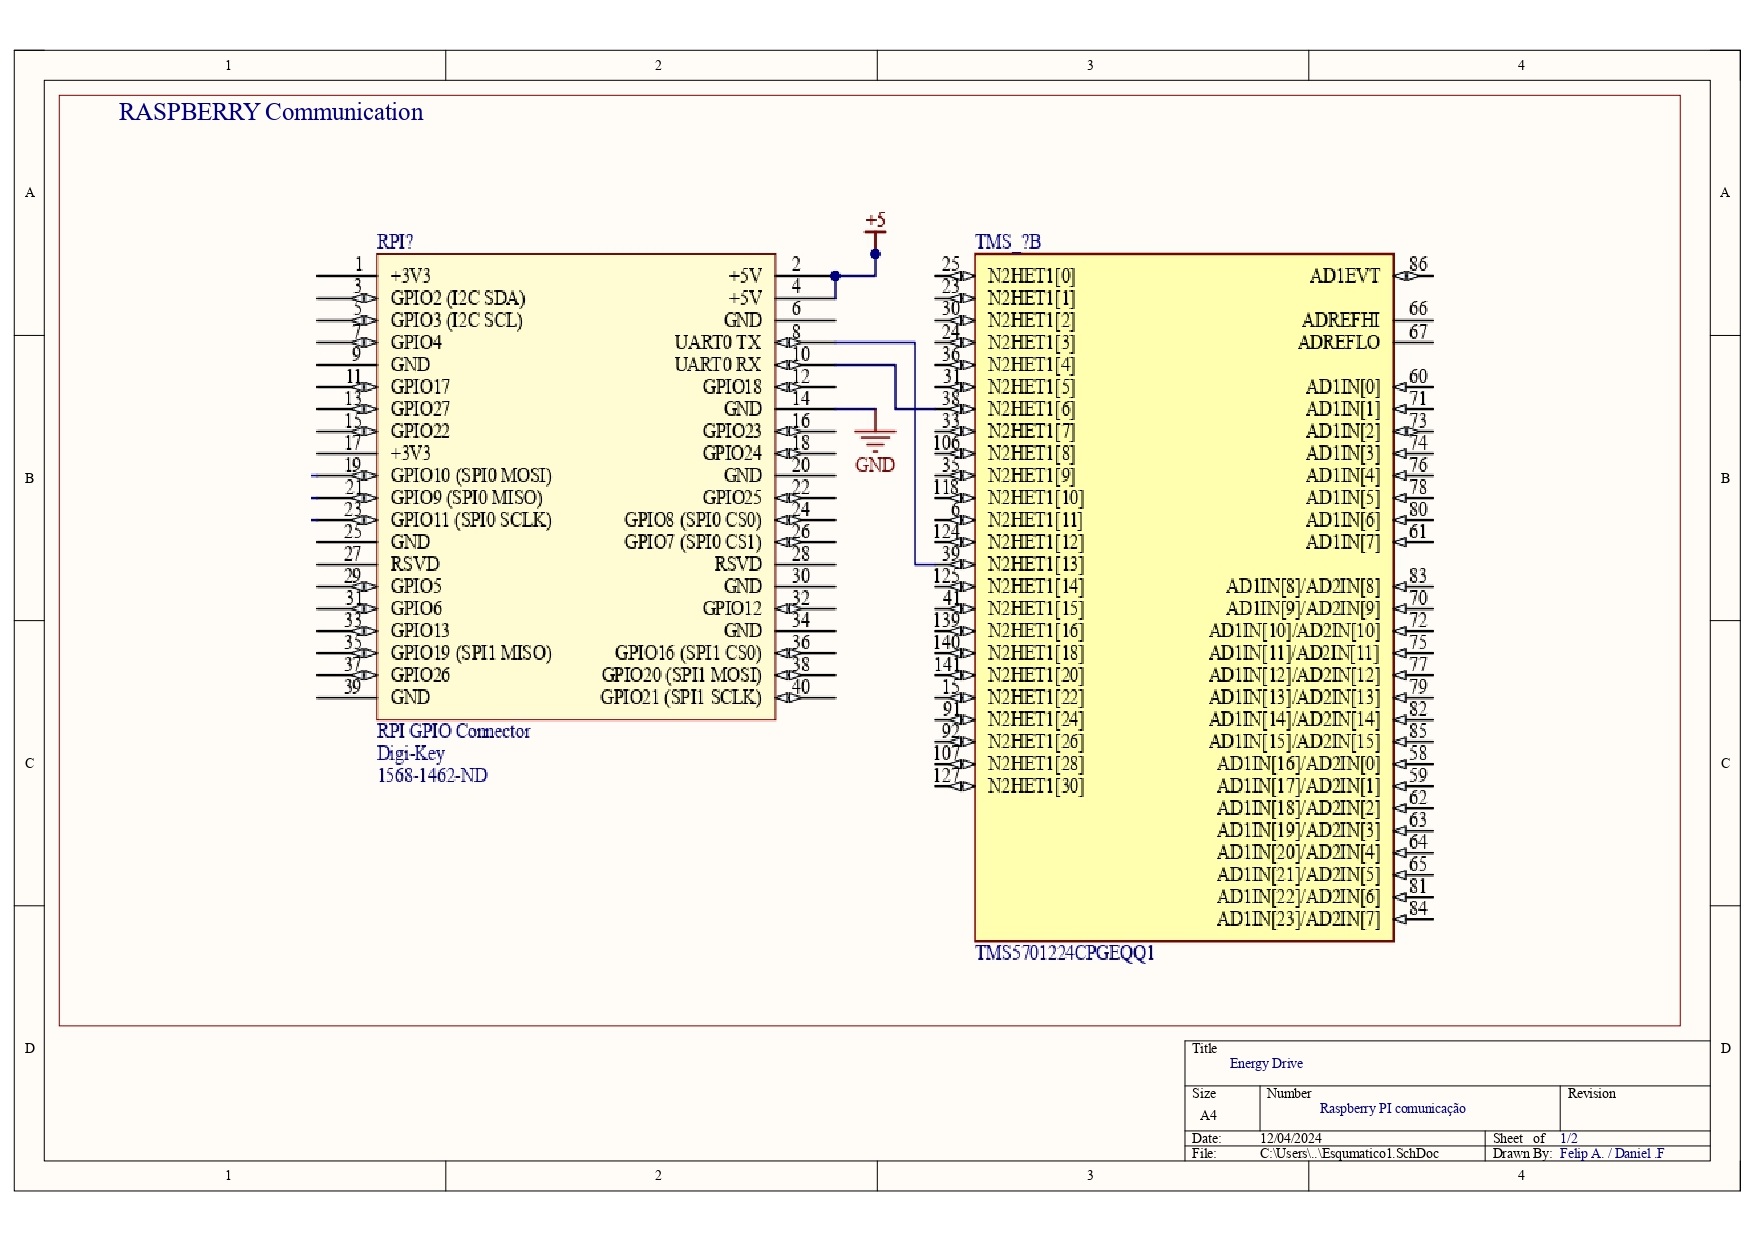 1 2 3 4
RASPBERRY Communication
A A
+5
RPI?
TMS_?B
1 +3V3 +5V 2
3 GPIO2 (I2C SDA) +5V 4
5 GPIO3 (I2C SCL) GND 6
7 GPIO4 UART0 TX 8
9 GND UART0 RX 10
11 GPIO17 GPIO18 12
13 GPIO27 GND 14
15 GPIO22 GPIO23 16
17 +3V3 GPIO24 18
19 GPIO10 (SPI0 MOSI) GND 20
21 GPIO9 (SPI0 MISO) GPIO25 22
23 GPIO11 (SPI0 SCLK) GPIO8 (SPI0 CS0) 24
25 GND GPIO7 (SPI0 CS1) 26
27 RSVD RSVD 28
29 GPIO5 GND 30
31 GPIO6 GPIO12 32
33 GPIO13 GND 34
35 GPIO19 (SPI1 MISO) GPIO16 (SPI1 CS0) 36
37 GPIO26 GPIO20 (SPI1 MOSI) 38
39 GND GPIO21 (SPI1 SCLK) 40
RPI GPIO Connector
Digi-Key
1568-1462-ND
GND
25 N2HET1[0] AD1EVT 86
23 N2HET1[1]
30 N2HET1[2] ADREFHI 66
24 N2HET1[3] ADREFLO 67
36 N2HET1[4]
31 N2HET1[5] AD1IN[0] 60
38 N2HET1[6] AD1IN[1] 71
33 N2HET1[7] AD1IN[2] 73
106 N2HET1[8] AD1IN[3] 74
35 N2HET1[9] AD1IN[4] 76
118 N2HET1[10] AD1IN[5] 78
6 N2HET1[11] AD1IN[6] 80
124 N2HET1[12] AD1IN[7] 61
39 N2HET1[13]
125 N2HET1[14] AD1IN[8]/AD2IN[8] 83
41 N2HET1[15] AD1IN[9]/AD2IN[9] 70
139 N2HET1[16] AD1IN[10]/AD2IN[10] 72
140 N2HET1[18] AD1IN[11]/AD2IN[11] 75
141 N2HET1[20] AD1IN[12]/AD2IN[12] 77
15 N2HET1[22] AD1IN[13]/AD2IN[13] 79
91 N2HET1[24] AD1IN[14]/AD2IN[14] 82
92 N2HET1[26] AD1IN[15]/AD2IN[15] 85
107 N2HET1[28] AD1IN[16]/AD2IN[0] 58
127 N2HET1[30] AD1IN[17]/AD2IN[1] 59
AD1IN[18]/AD2IN[2] 62
AD1IN[19]/AD2IN[3] 63
AD1IN[20]/AD2IN[4] 64
AD1IN[21]/AD2IN[5] 65
AD1IN[22]/AD2IN[6] 81
AD1IN[23]/AD2IN[7] 84
TMS5701224CPGEQQ1
B B
C C
D D
Title
Energy Drive
Size Number Revision
A4 Raspberry PI comunicação
Date: 12/04/2024 Sheet of 1/2
File: C:\Users\..\Esqumatico1.SchDoc Drawn By: Felip A. / Daniel .F
1 2 3 4